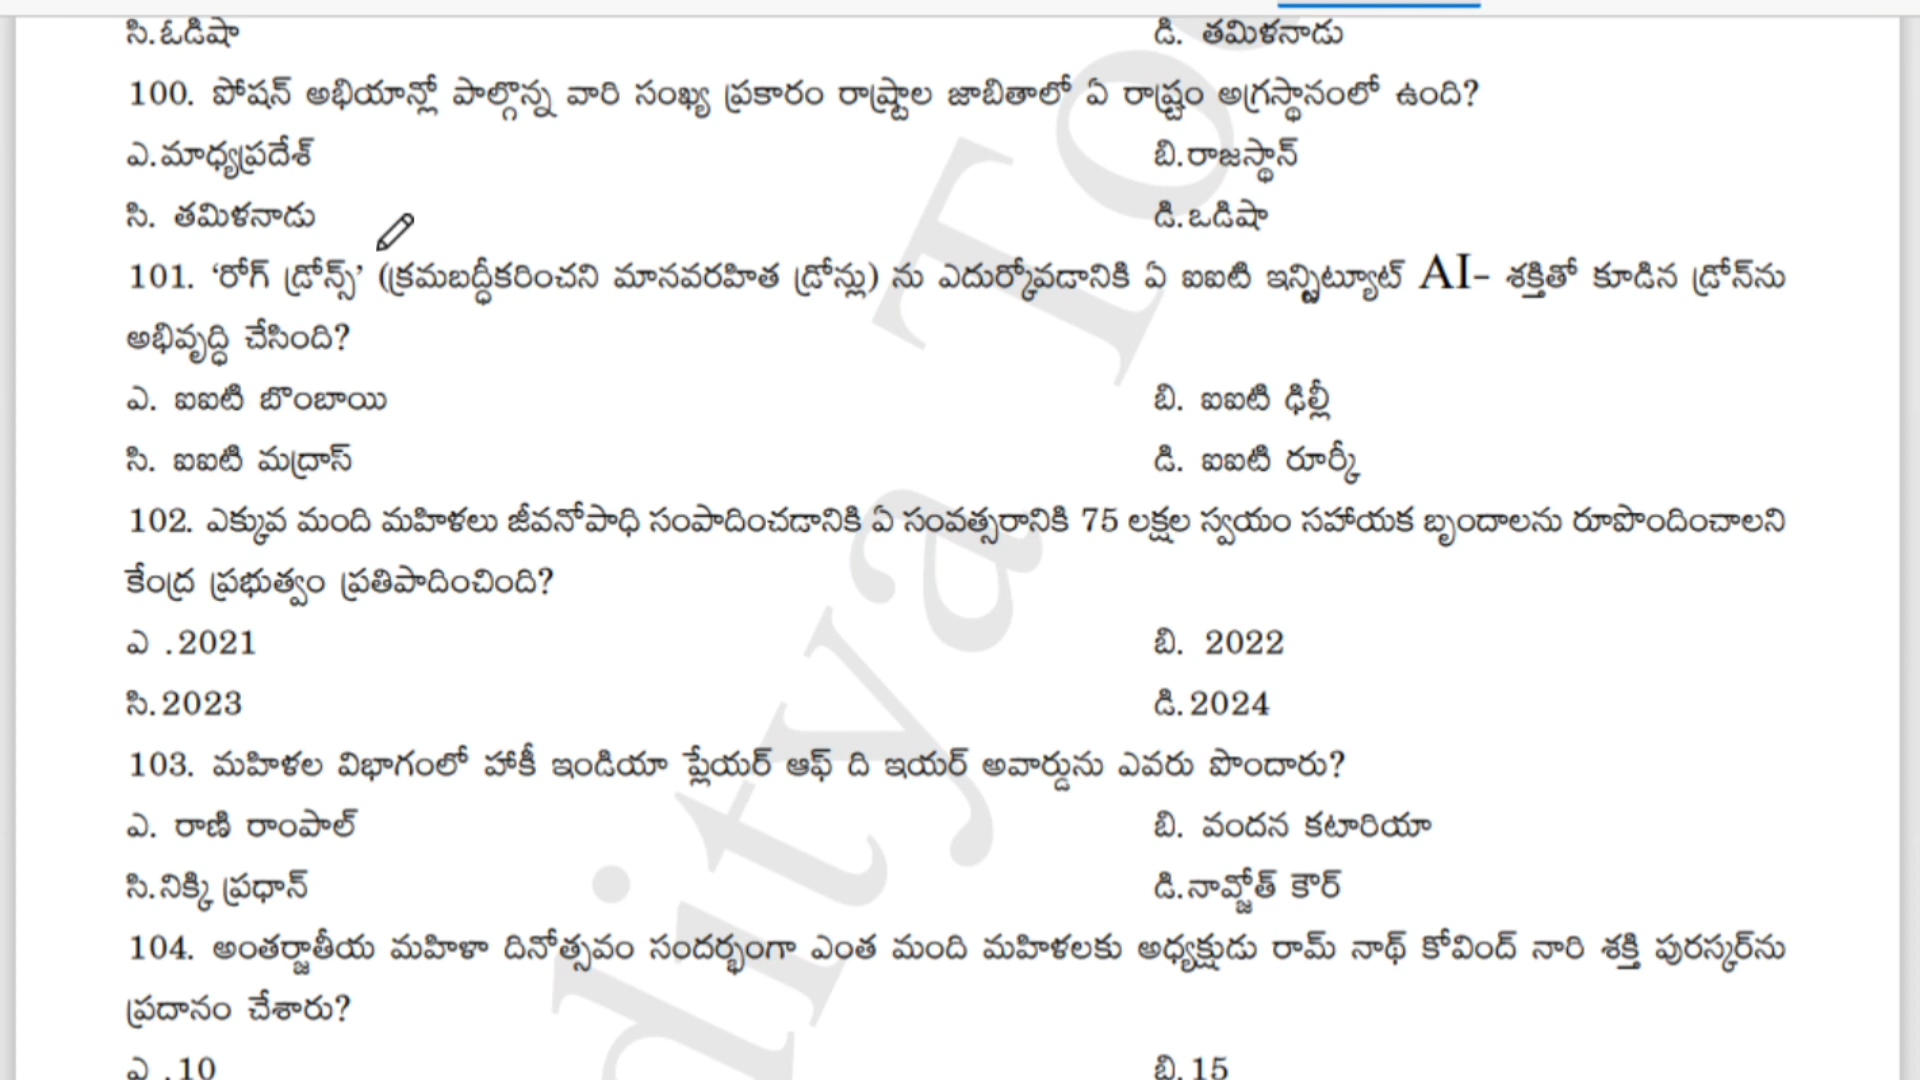 సి.ఓడిషా డి. తమిళనాడు
100. పోషన్ అభియాన్లో పాల్గొన్న వారి సంఖ్య ప్రకారం రాష్ట్రాల జాబితాలో ఏ రాష్ట్రం అగ్రస్థానంలో ఉంది?
ఎ.మాధ్యప్రదేశ్ బి.రాజస్థాన్
సి. తమిళనాడు డి.ఒడిషా
101. ‘రోగ్ డ్రోన్స్’ (క్రమబద్ధీకరించని మానవరహిత డ్రోన్లు) ను ఎదుర్కోవడానికి ఏ ఐఐటి ఇన్స్టిట్యూట్ AI- శక్తితో కూడిన డ్రోన్‌ను
అభివృద్ధి చేసింది?
ఎ. ఐఐటి బొంబాయి బి. ఐఐటి ఢిల్లీ
సి. ఐఐటి మద్రాస్ డి. ఐఐటి రూర్కీ
102. ఎక్కువ మంది మహిళలు జీవనోపాధి సంపాదించడానికి ఏ సంవత్సరానికి 75 లక్షల స్వయం సహాయక బృందాలను రూపొందించాలని
కేంద్ర ప్రభుత్వం ప్రతిపాదించింది?
ఎ .2021 బి. 2022
సి.2023 డి.2024
103. మహిళల విభాగంలో హాకీ ఇండియా ప్లేయర్ ఆఫ్ ది ఇయర్ అవార్డును ఎవరు పొందారు?
ఎ. రాణి రాంపాల్ బి. వందన కటారియా
సి.నిక్కి ప్రధాన్ డి.నావ్జోత్ కౌర్
104. అంతర్జాతీయ మహిళా దినోత్సవం సందర్భంగా ఎంత మంది మహిళలకు అధ్యక్షుడు రామ్ నాథ్ కోవింద్ నారి శక్తి పురస్కర్‌ను
ప్రదానం చేశారు?
ఎ .10 బి.15